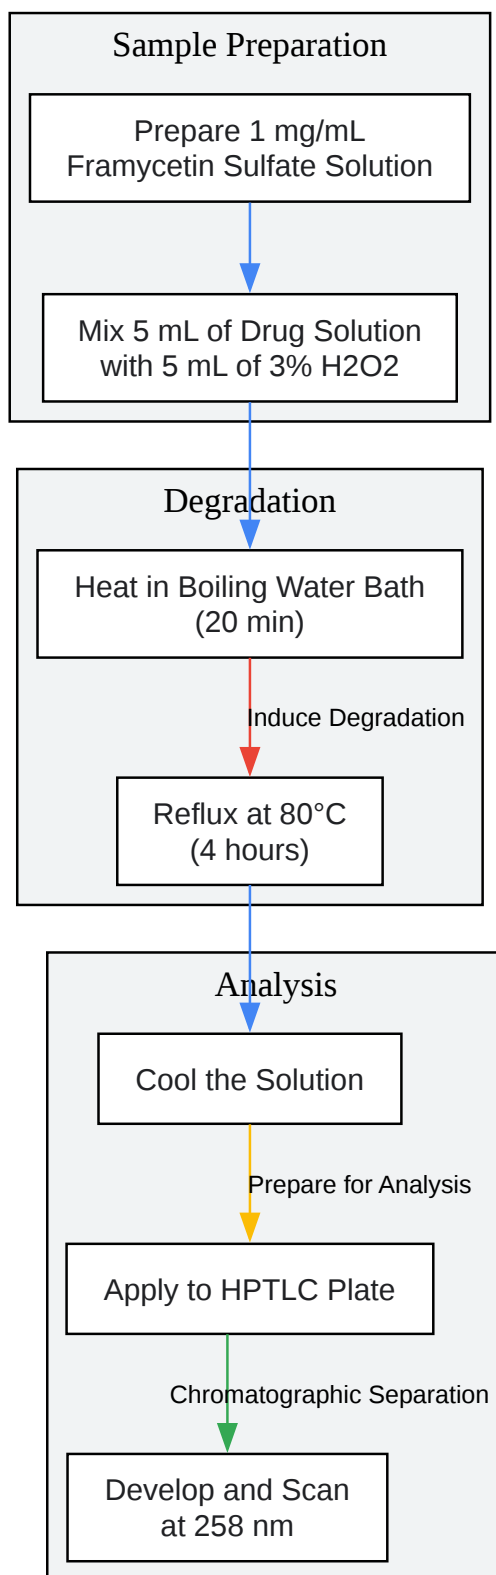 Sample Preparation
Prepare 1 mg/mL
Framycetin Sulfate Solution
Mix 5 mL of Drug Solution
with 5 mL of 3% H2O2
Degradation
Heat in Boiling Water Bath
(20 min)
Induce Degradation
Reflux at 80°C
(4 hours)
Analysis
Cool the Solution
Prepare for Analysis
Apply to HPTLC Plate
Chromatographic Separation
Develop and Scan
at 258 nm